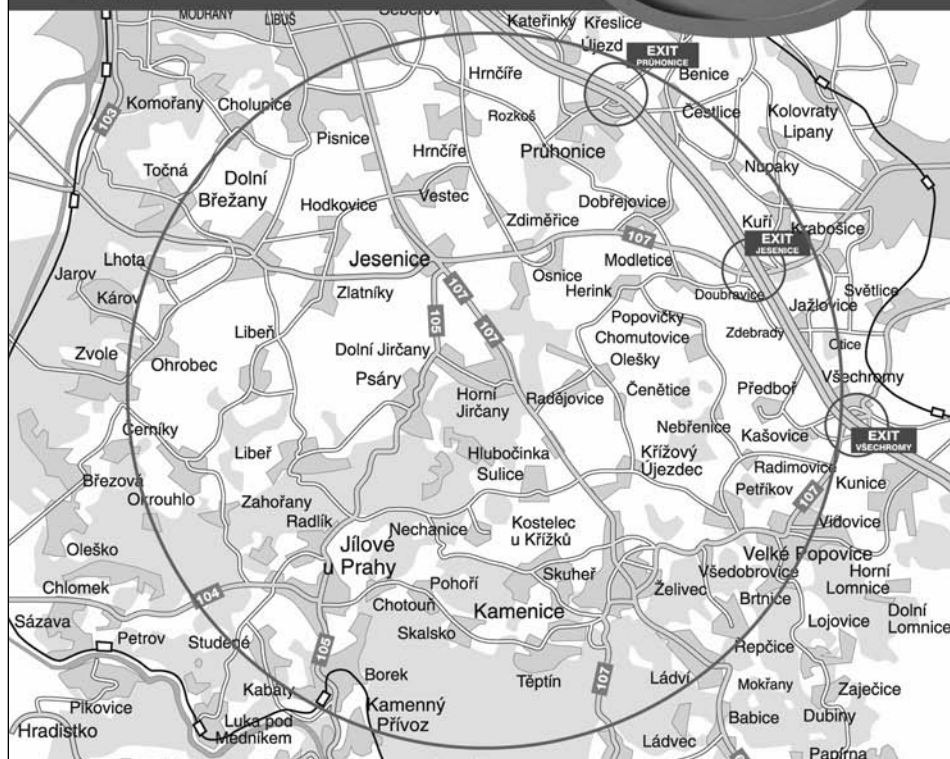 MODŘANY
LIBUŠ
Šeberov
Kateřinky
Křeslice
Újezd
EXIT
PRŮHONICE
Benice
Hrnčíře
Komořany
Cholupice
103
Rozkoš
Čestlice
Kolovraty
Lipany
Pisnice
Hrnčíře
Průhonice
Nupaky
Točná
Dolní
Břežany
Vestec
Hodkovice
Dobřejovice
Zdiměřice
107
Kuří
Krabošice
EXIT
JESENICE
Jesenice
Modletice
Lhota
Jarov
Osnice
Herink
Zlatníky
107
Doubravice
Jažlovice
Světlice
Károv
105
107
Popovičky
Chomutovice
Olešky
Zdebrady
Otice
Libeň
Zvole
Ohrobec
Dolní Jirčany
Psáry
Horní
Jirčany
Radějovice
Čenětice
Předboř
Všechromy
Nebřenice
Černíky
Kašovice
EXIT
VŠECHROMY
Libeř
Hlubočinka
Sulice
Křížový
Újezdec
Radimovice
Březová
Okrouhlo
Petříkov
Kunice
107
Zahořany
Radlík
Nechanice
Kostelec
u Křížků
Vidovice
Jílové
u Prahy
Oleško
Velké Popovice
Všedobrovice
Horní
Lomnice
Skuheř
Želivec
Chlomek
104
Pohoří
Chotouň
Kamenice
Brtnice
Dolní
Lomnice
Sázava
Lojovice
Petrov
Studené
105
Skalsko
Řepčice
Borek
Těptín
107
Ládví
Mokřany
Zaječice
Kabáty
Pikovice
Kamenný
Přívoz
Luka pod
Medníkem
Hradistko
Babice
Dubiny
Ládvec
Papírna